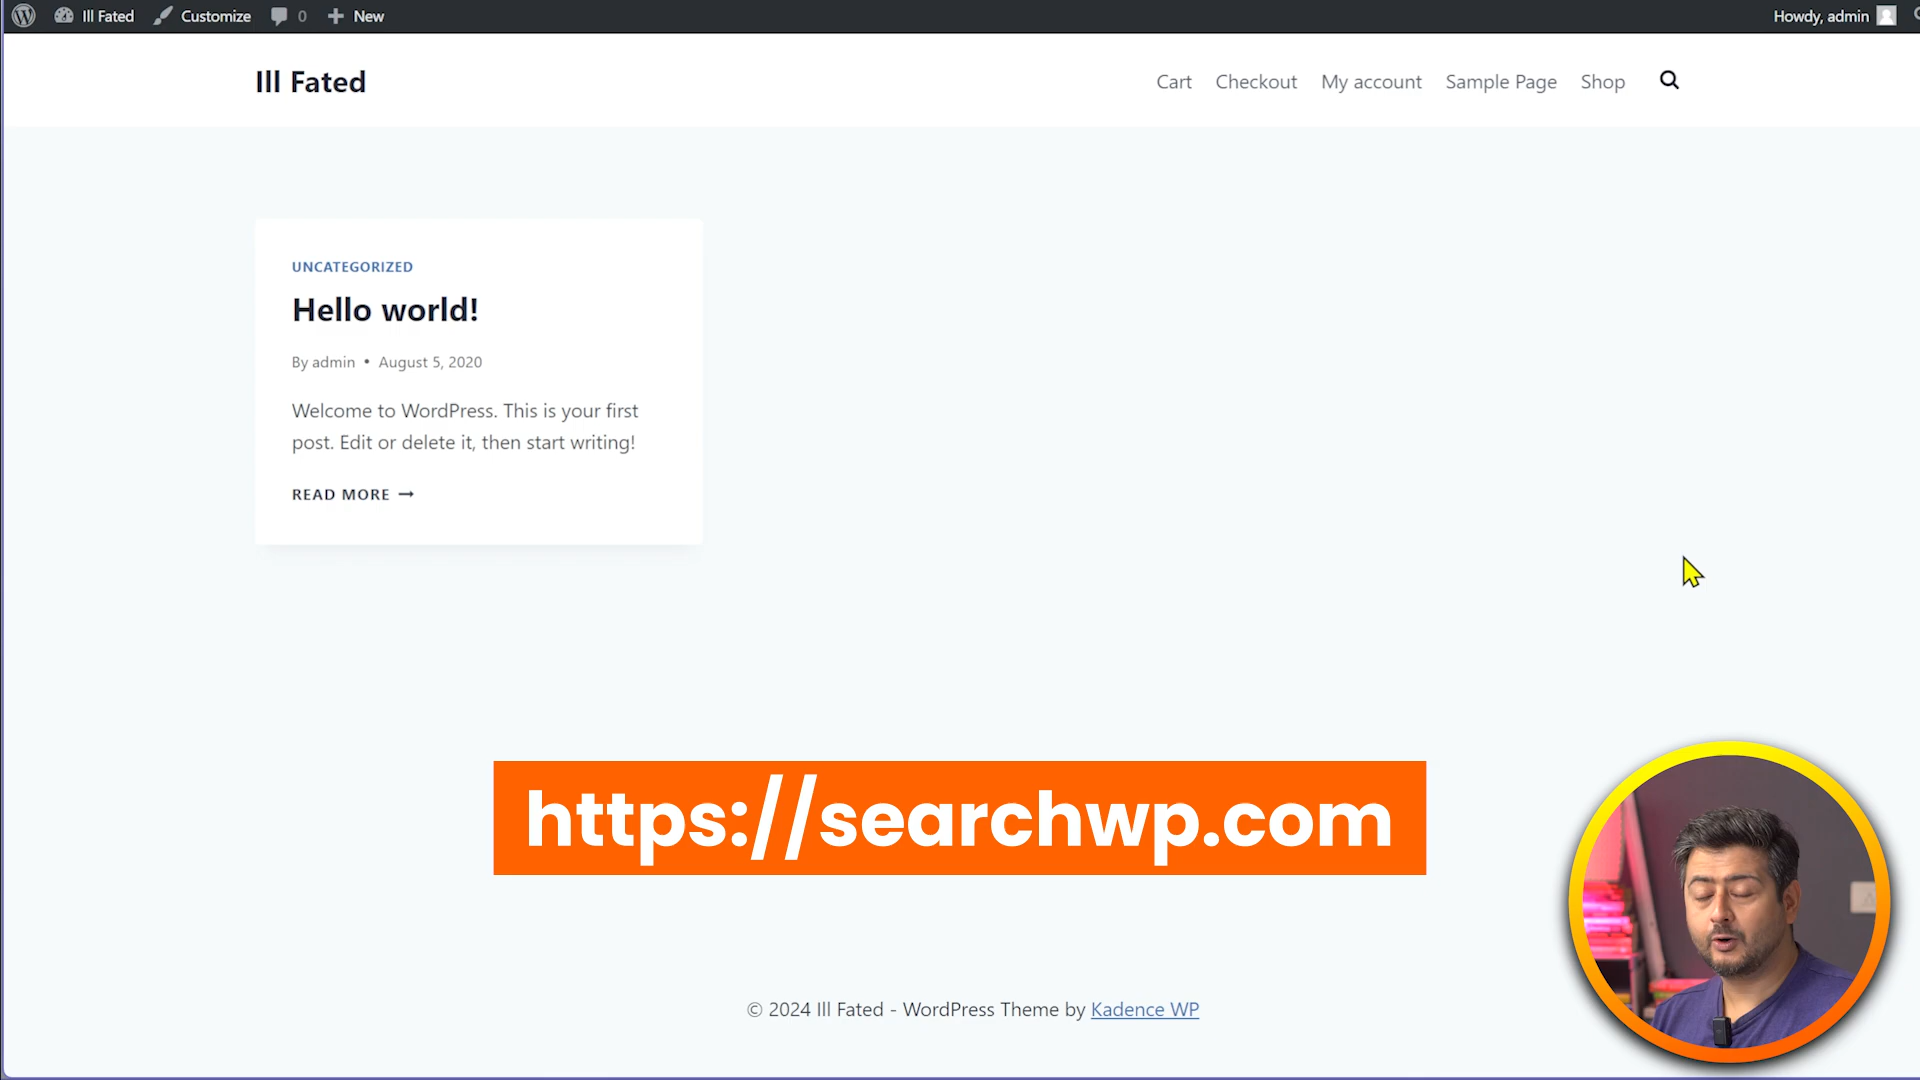 Ill Fated Customize 0 New Howdy, admin
Ill Fated
Cart Checkout My account Sample Page Shop
UNCATEGORIZED
Hello world!
By admin • August 5, 2020
Welcome to WordPress. This is your first
post. Edit or delete it, then start writing!
READ MORE →
https://searchwp.com
© 2024 Ill Fated - WordPress Theme by Kadence WP